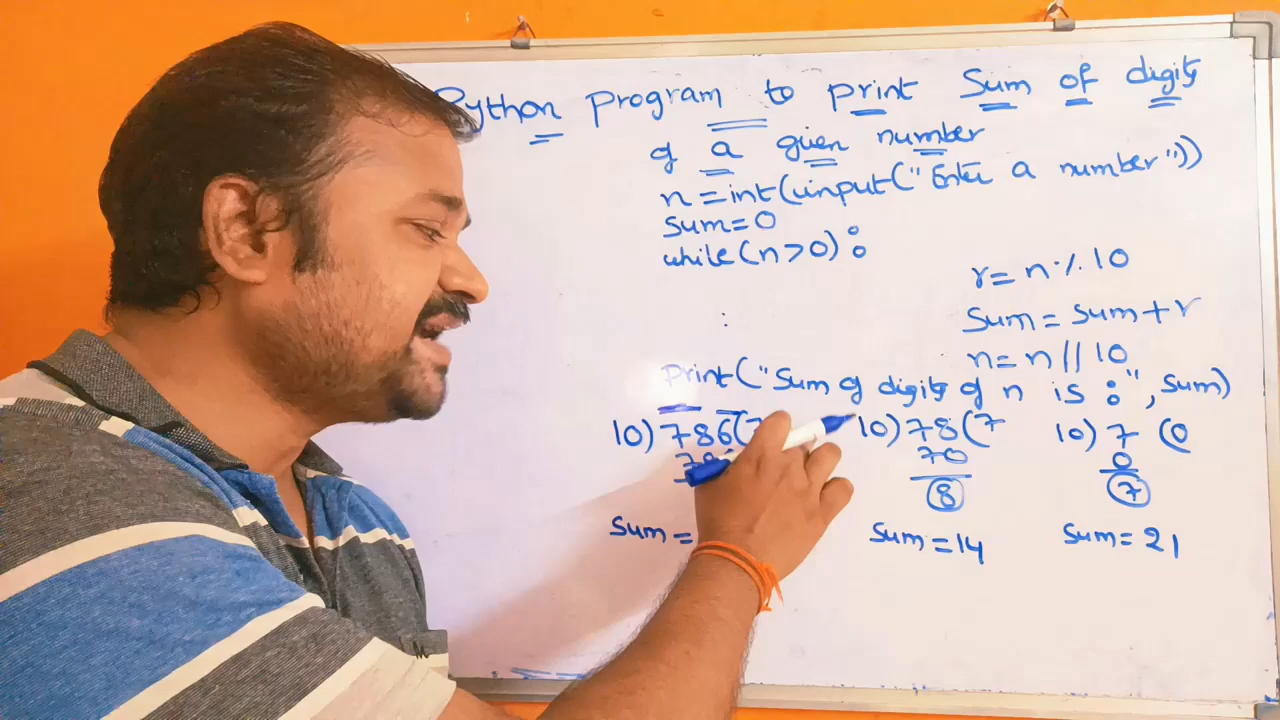 Python program to print Sum of digits
of a given number
n=int(input("Enter a number"))
sum=0
while(n>0):
r=n%10
sum=sum+r
:
n=n//10
Print("Sum of digits of n is :",sum)
10) 786( 10) 78(7 10) 7 (0
70 0
8 7
Sum= Sum=14 Sum=21